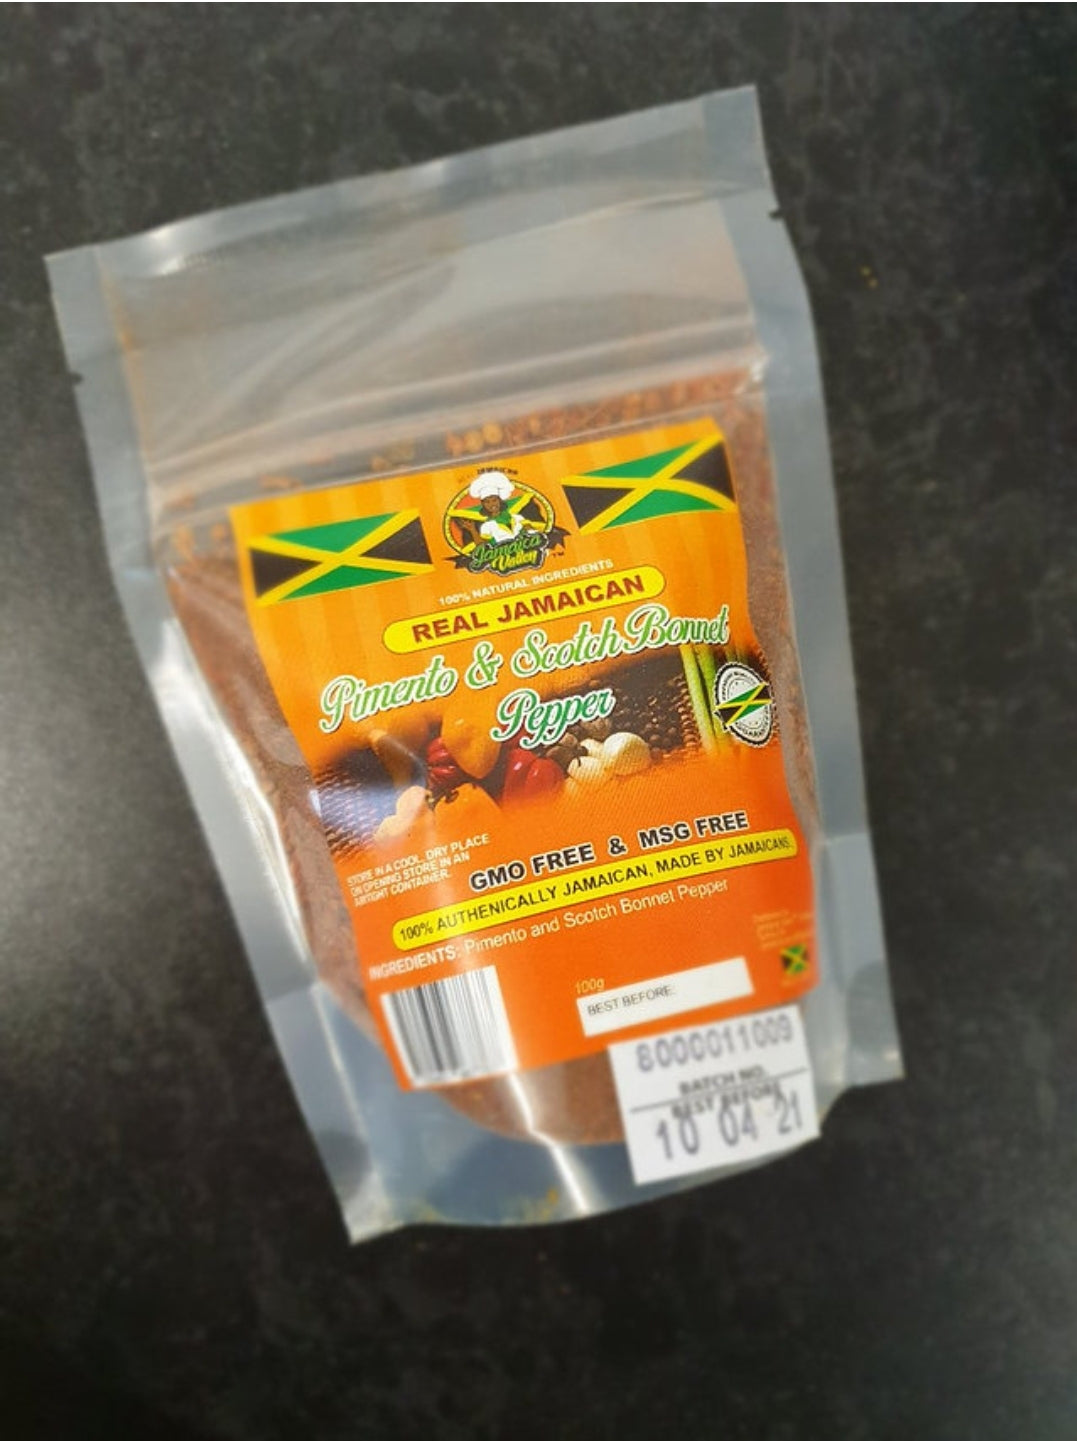 Jamaica
Valley
™
100% NATURAL INGREDIENTS
REAL JAMAICAN
Pimento & Scotch Bonnet
Pepper
STORE IN A COOL, DRY PLACE
ON OPENING STORE IN AN
AIRTIGHT CONTAINER.
GMO FREE & MSG FREE
100% AUTHENICALLY JAMAICAN, MADE BY JAMAICANS.
INGREDIENTS: Pimento and Scotch Bonnet Pepper
100g
BEST BEFORE:
8000011009
BATCH NO.
BEST BEFORE
10 04 21